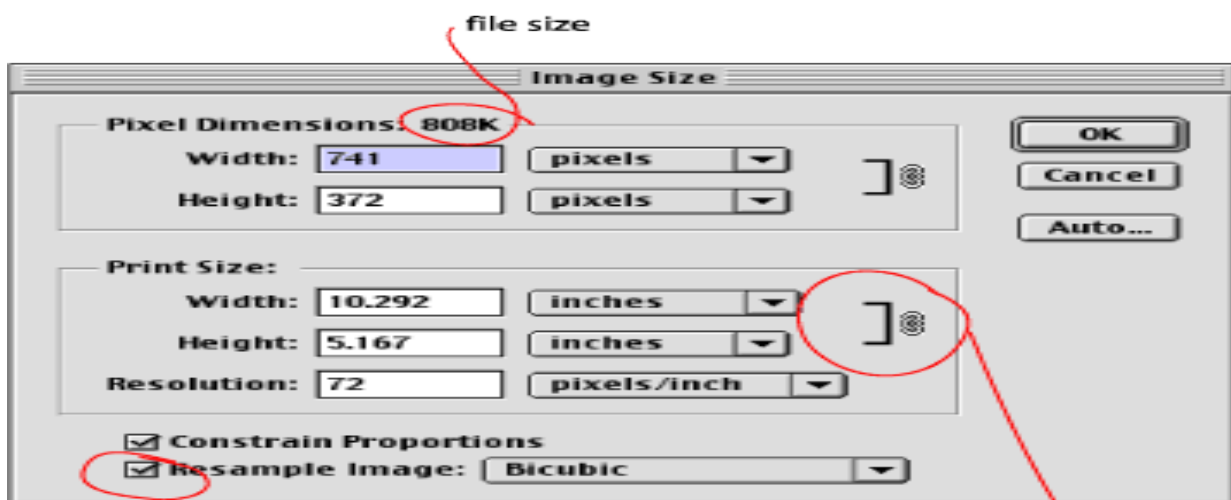 file size
Image Size
Pixel Dimensions: 808K
Width: 741 pixels
Height: 372 pixels
OK
Cancel
Auto...
Print Size:
Width: 10.292 inches
Height: 5.167 inches
Resolution: 72 pixels/inch
Constrain Proportions
Resample Image: Bicubic